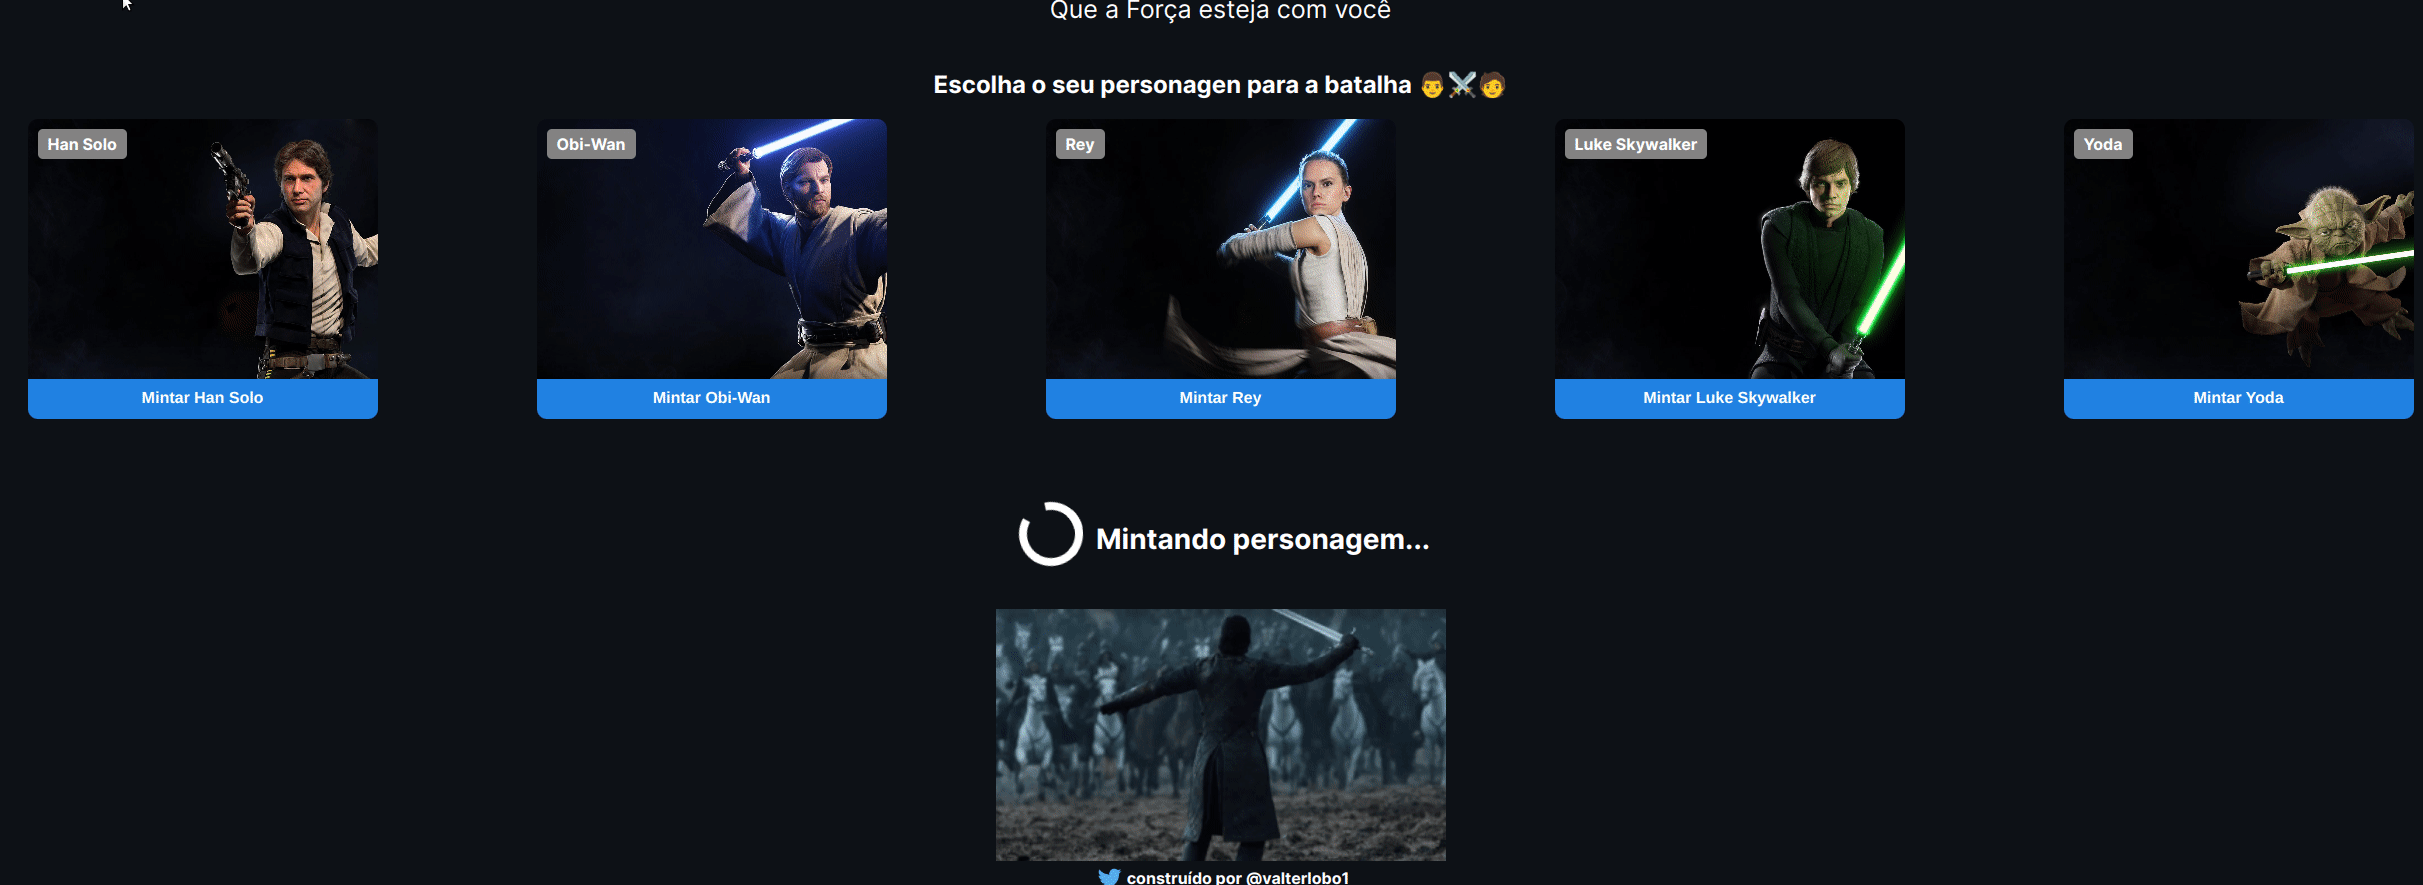 Que a Força esteja com você
Escolha o seu personagen para a batalha 👨⚔️🧑
Han Solo
Obi-Wan
Rey
Luke Skywalker
Yoda
Mintar Han Solo
Mintar Obi-Wan
Mintar Rey
Mintar Luke Skywalker
Mintar Yoda
Mintando personagem...
construído por @valterlobo1